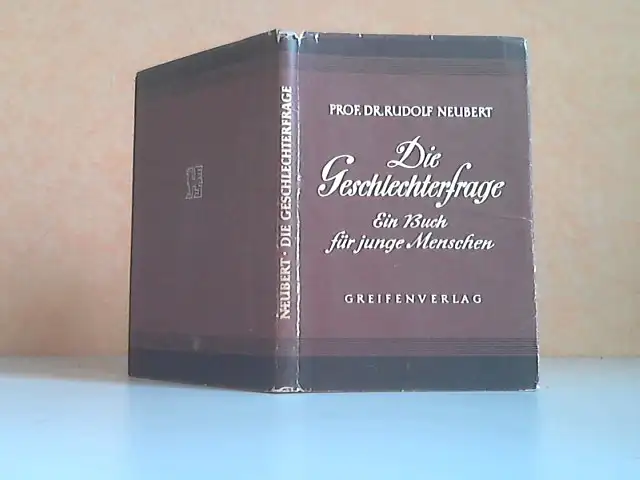 NEUBERT · DIE GESCHLECHTERFRAGE
PROF. DR. RUDOLF NEUBERT
Die
Geschlechterfrage
Ein Buch
für junge Menschen
GREIFENVERLAG